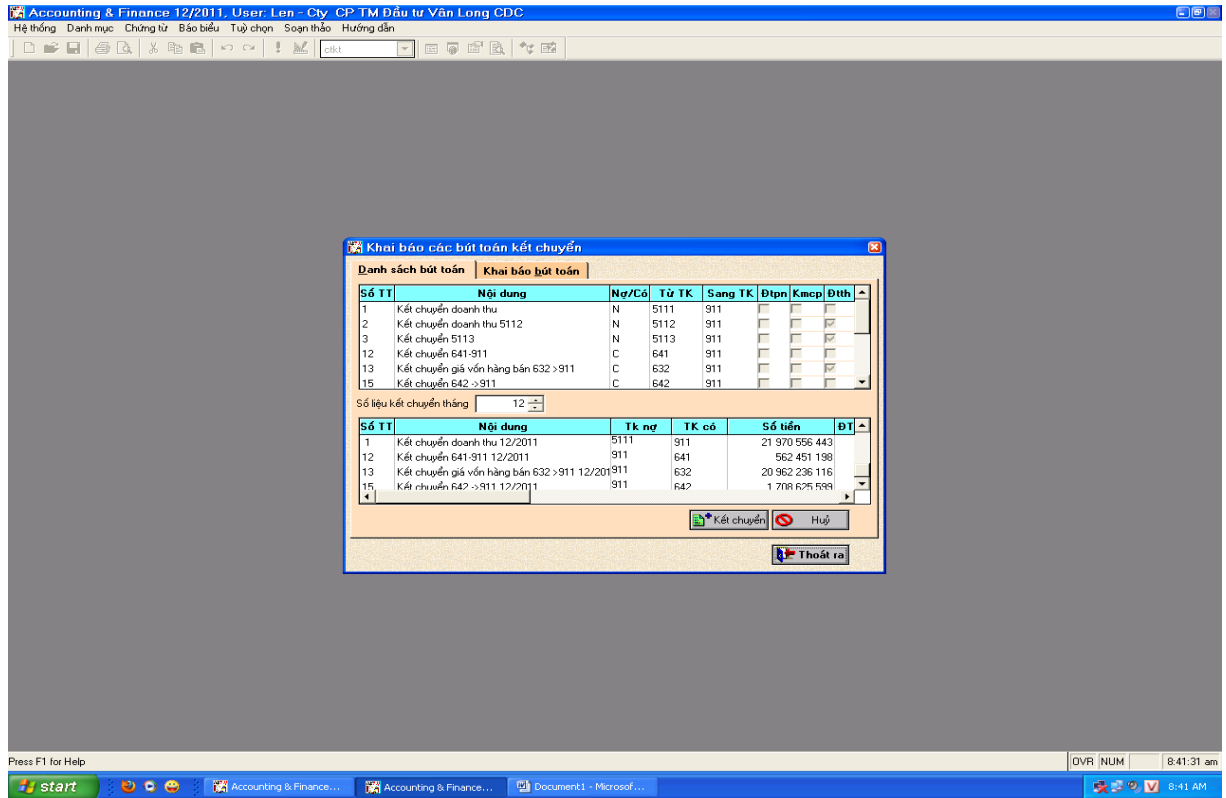 Accounting & Finance 12/2011, User: Len - Cty CP TM Đầu tư Vân Long CDC
Hệ thống Danh mục Chứng từ Báo biểu Tuỳ chọn Soạn thảo Hướng dẫn
ctkt
Khai báo các bút toán kết chuyển
Danh sách bút toán Khai báo bút toán
Số TT Nội dung Nợ/Có Từ TK Sang TK Đtpn Kmcp Đtth
1 Kết chuyển doanh thu N 5111 911
2 Kết chuyển doanh thu 5112 N 5112 911
3 Kết chuyển 5113 N 5113 911
12 Kết chuyển 641-911 C 641 911
13 Kết chuyển giá vốn hàng bán 632 >911 C 632 911
15 Kết chuyển 642 ->911 C 642 911
Số liệu kết chuyển tháng 12
Số TT Nội dung Tk nợ TK có Số tiền ĐT
1 Kết chuyển doanh thu 12/2011 5111 911 21 970 556 443
12 Kết chuyển 641-911 12/2011 911 641 562 451 198
13 Kết chuyển giá vốn hàng bán 632 >911 12/201 911 632 20 962 236 116
15 Kết chuyển 642 ->911 12/2011 911 642 1 708 625 599
Kết chuyển Huỷ
Thoát ra
Press F1 for Help OVR NUM 8:41:31 am
start Accounting & Finance... Accounting & Finance... Document1 - Microsof... V 8:41 AM